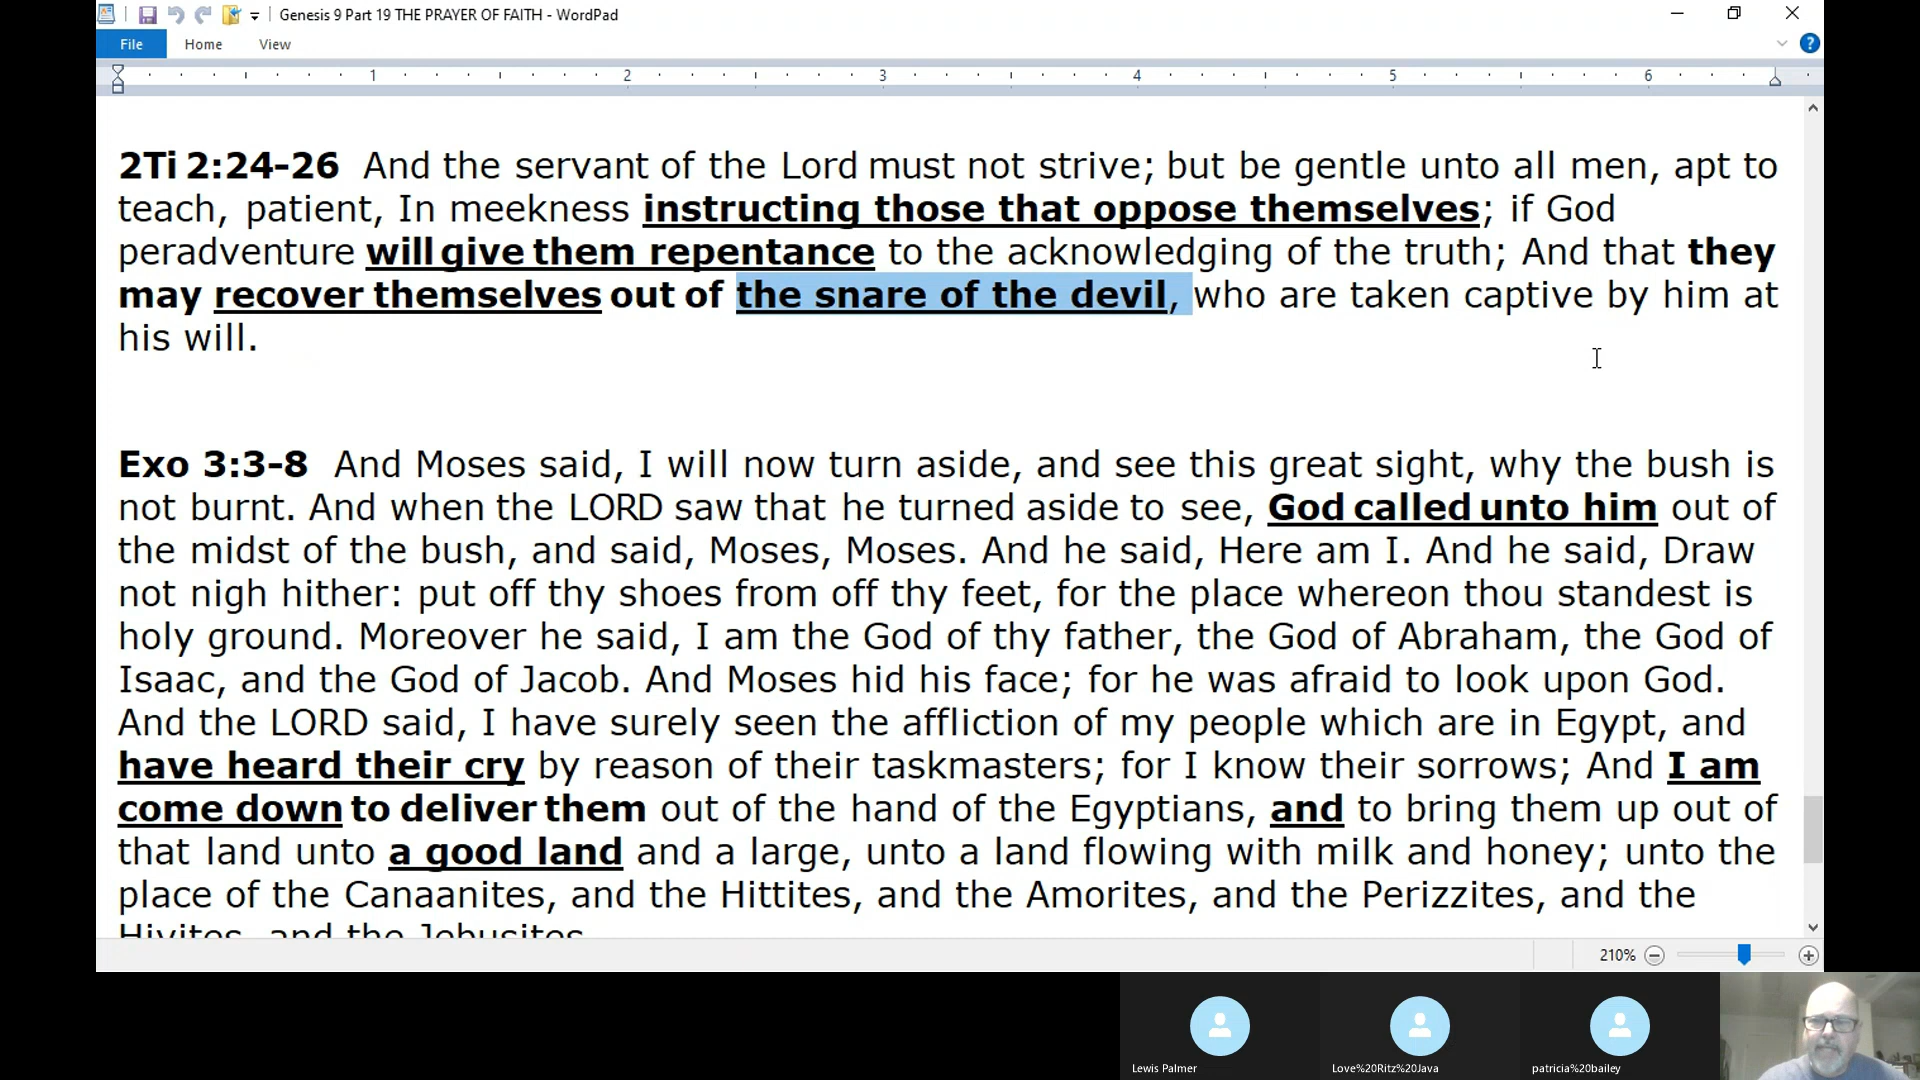 Genesis 9 Part 19 THE PRAYER OF FAITH - WordPad
File Home View
1 2 3 4 5 6
2Ti 2:24-26 And the servant of the Lord must not strive; but be gentle unto all men, apt to
teach, patient, In meekness instructing those that oppose themselves; if God
peradventure will give them repentance to the acknowledging of the truth; And that they
may recover themselves out of the snare of the devil, who are taken captive by him at
his will.
Exo 3:3-8 And Moses said, I will now turn aside, and see this great sight, why the bush is
not burnt. And when the LORD saw that he turned aside to see, God called unto him out of
the midst of the bush, and said, Moses, Moses. And he said, Here am I. And he said, Draw
not nigh hither: put off thy shoes from off thy feet, for the place whereon thou standest is
holy ground. Moreover he said, I am the God of thy father, the God of Abraham, the God of
Isaac, and the God of Jacob. And Moses hid his face; for he was afraid to look upon God.
And the LORD said, I have surely seen the affliction of my people which are in Egypt, and
have heard their cry by reason of their taskmasters; for I know their sorrows; And I am
come down to deliver them out of the hand of the Egyptians, and to bring them up out of
that land unto a good land and a large, unto a land flowing with milk and honey; unto the
place of the Canaanites, and the Hittites, and the Amorites, and the Perizzites, and the
Hivites, and the Jebusites.
210%
Lewis Palmer Love%20Ritz%20Java patricia%20bailey